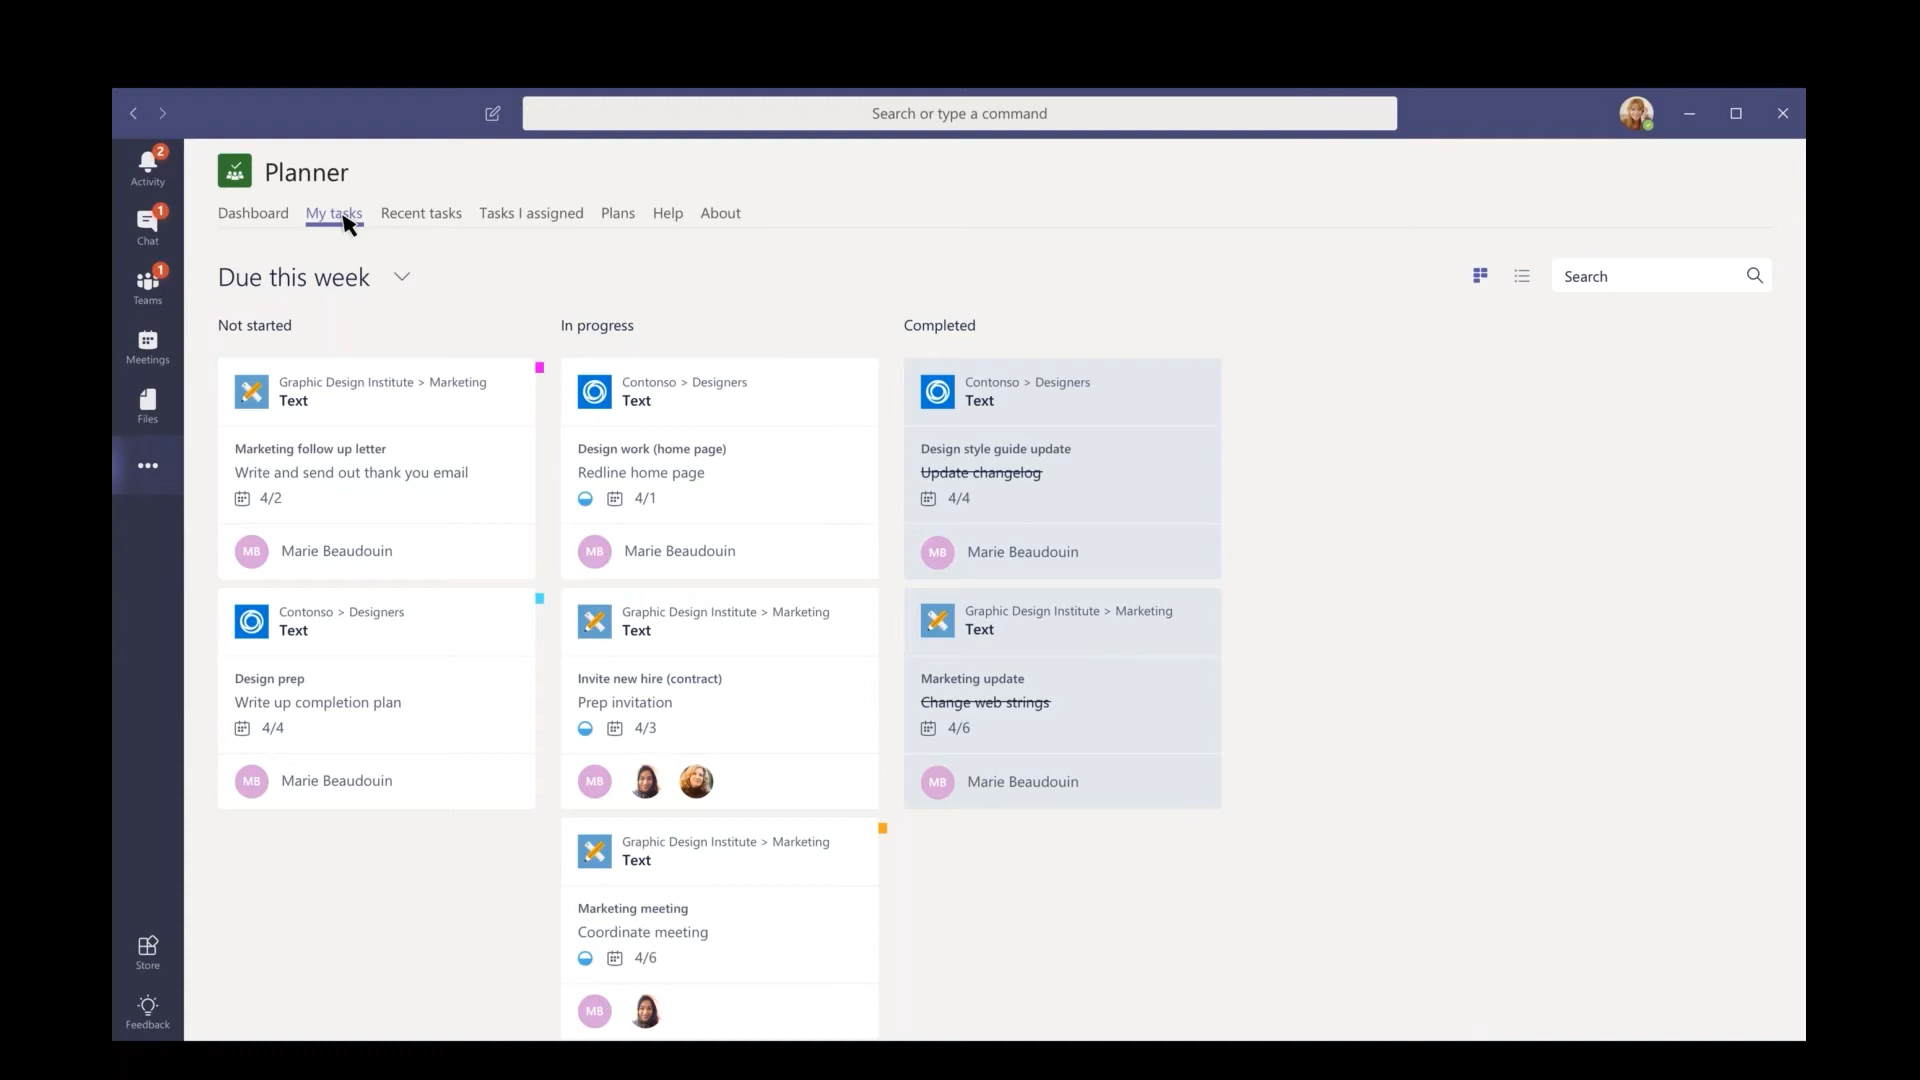 Search or type a command
2
Activity
1
Chat
1
Teams
Meetings
Files
Store
Feedback
Planner
Dashboard
My tasks
Recent tasks
Tasks I assigned
Plans
Help
About
Due this week
Search
Not started
Graphic Design Institute > Marketing
Text
Marketing follow up letter
Write and send out thank you email
4/2
MB Marie Beaudouin
Contonso > Designers
Text
Design prep
Write up completion plan
4/4
MB Marie Beaudouin
In progress
Contonso > Designers
Text
Design work (home page)
Redline home page
4/1
MB Marie Beaudouin
Graphic Design Institute > Marketing
Text
Invite new hire (contract)
Prep invitation
4/3
MB
Graphic Design Institute > Marketing
Text
Marketing meeting
Coordinate meeting
4/6
MB
Completed
Contonso > Designers
Text
Design style guide update
Update changelog
4/4
MB Marie Beaudouin
Graphic Design Institute > Marketing
Text
Marketing update
Change web strings
4/6
MB Marie Beaudouin